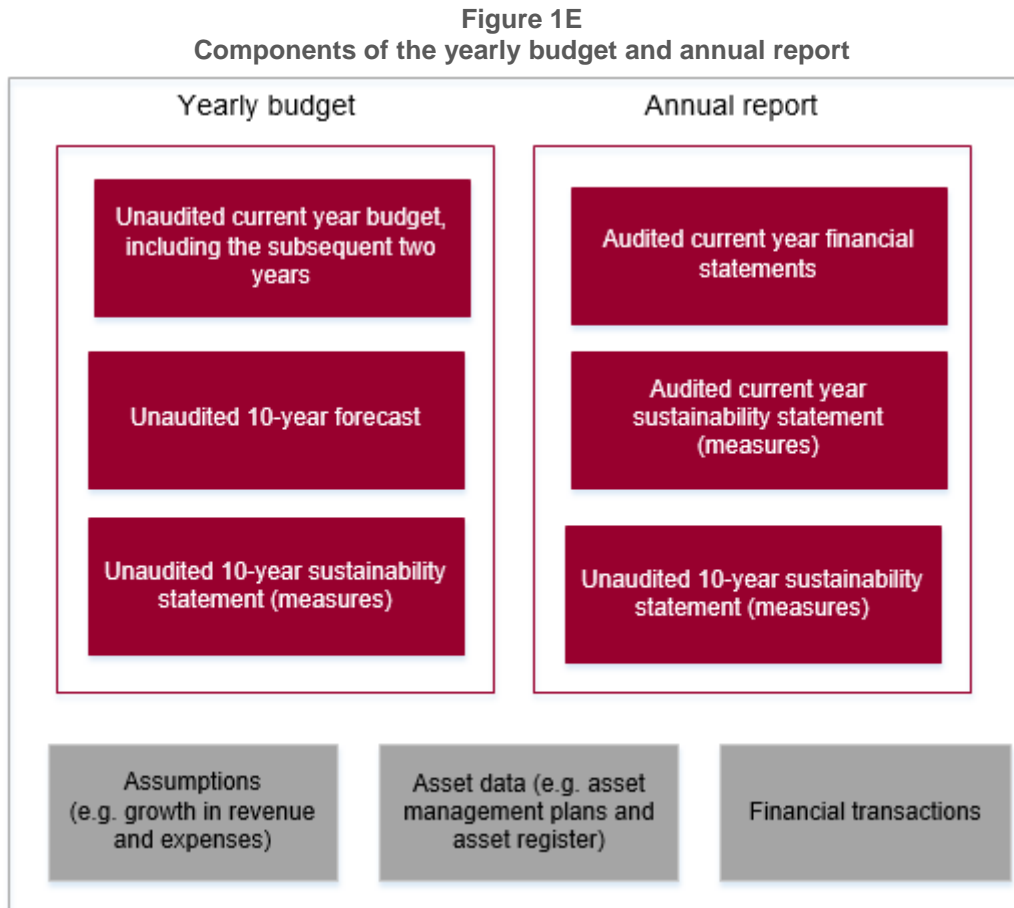 Figure 1E
Components of the yearly budget and annual report
Yearly budget
Unaudited current year budget,
including the subsequent two
years
Unaudited 10-year forecast
Unaudited 10-year sustainability
statement (measures)
Annual report
Audited current year financial
statements
Audited current year
sustainability statement
(measures)
Unaudited 10-year sustainability
statement (measures)
Assumptions
(e.g. growth in revenue
and expenses)
Asset data (e.g. asset
management plans and
asset register)
Financial transactions